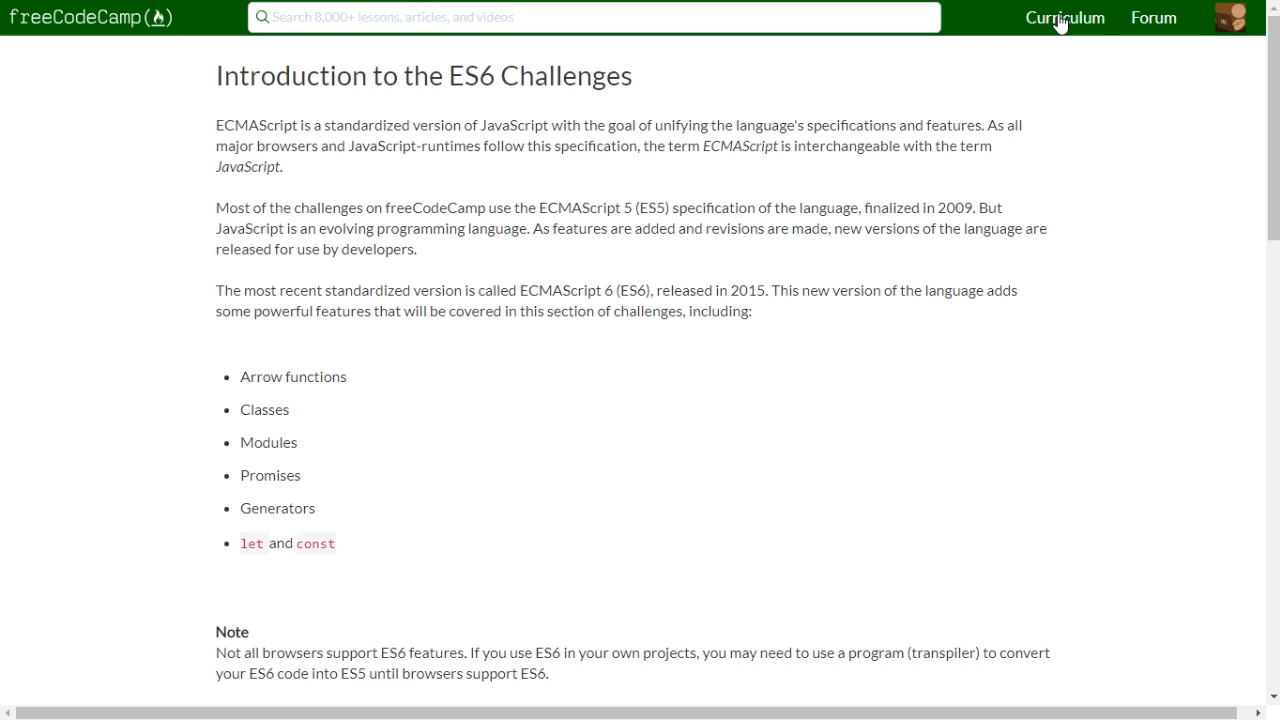 freeCodeCamp(🔥)
Search 8,000+ lessons, articles, and videos
Curriculum
Forum
Introduction to the ES6 Challenges
ECMAScript is a standardized version of JavaScript with the goal of unifying the language's specifications and features. As all
major browsers and JavaScript-runtimes follow this specification, the term ECMAScript is interchangeable with the term
JavaScript.
Most of the challenges on freeCodeCamp use the ECMAScript 5 (ES5) specification of the language, finalized in 2009. But
JavaScript is an evolving programming language. As features are added and revisions are made, new versions of the language are
released for use by developers.
The most recent standardized version is called ECMAScript 6 (ES6), released in 2015. This new version of the language adds
some powerful features that will be covered in this section of challenges, including:
• Arrow functions
• Classes
• Modules
• Promises
• Generators
• let and const
Note
Not all browsers support ES6 features. If you use ES6 in your own projects, you may need to use a program (transpiler) to convert
your ES6 code into ES5 until browsers support ES6.